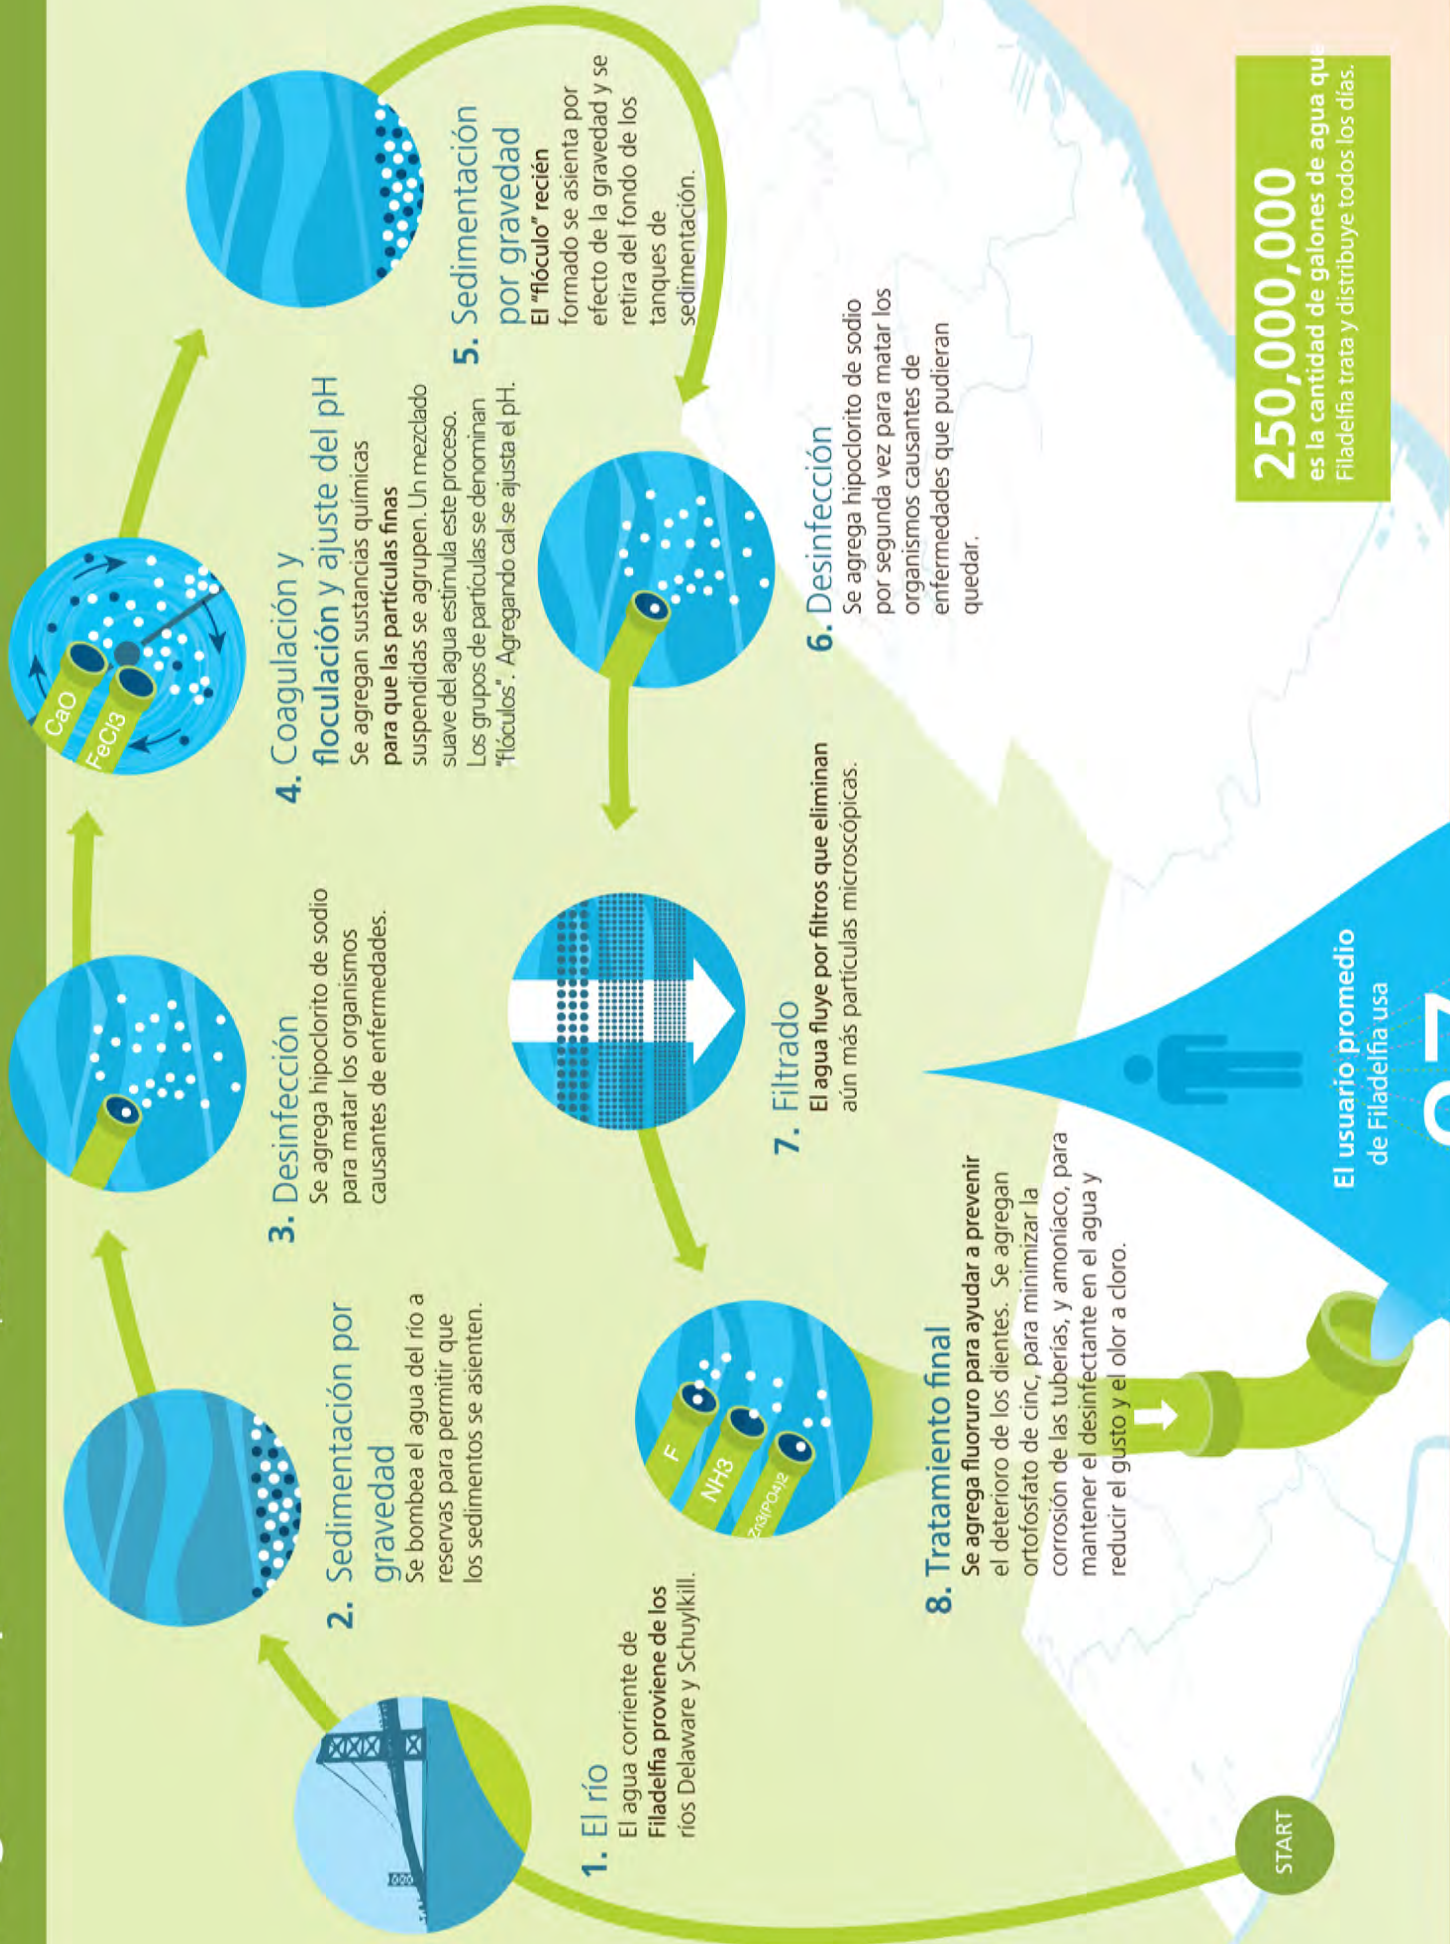 1. El río
El agua corriente de
Filadelfia proviene de los
ríos Delaware y Schuylkill.
2. Sedimentación por
gravedad
Se bombea el agua del río a
reservas para permitir que
los sedimentos se asienten.
3. Desinfección
Se agrega hipoclorito de sodio
para matar los organismos
causantes de enfermedades.
CaO
FeCl3
4. Coagulación y
floculación y ajuste del pH
Se agregan sustancias químicas
para que las partículas finas
suspendidas se agrupen. Un mezclado
suave del agua estimula este proceso.
Los grupos de partículas se denominan
"flóculos". Agregando cal se ajusta el pH.
5. Sedimentación
por gravedad
El "flóculo" recién
formado se asienta por
efecto de la gravedad y se
retira del fondo de los
tanques de
sedimentación.
6. Desinfección
Se agrega hipoclorito de sodio
por segunda vez para matar los
organismos causantes de
enfermedades que pudieran
quedar.
7. Filtrado
El agua fluye por filtros que eliminan
aún más partículas microscópicas.
F
NH3
Zn3(PO4)2
8. Tratamiento final
Se agrega fluoruro para ayudar a prevenir
el deterioro de los dientes. Se agregan
ortofosfato de cinc, para minimizar la
corrosión de las tuberías, y amoníaco, para
mantener el desinfectante en el agua y
reducir el gusto y el olor a cloro.
START
El usuario promedio
de Filadelfia usa
250,000,000
es la cantidad de galones de agua qu
Filadelfia trata y distribuye todos los días.